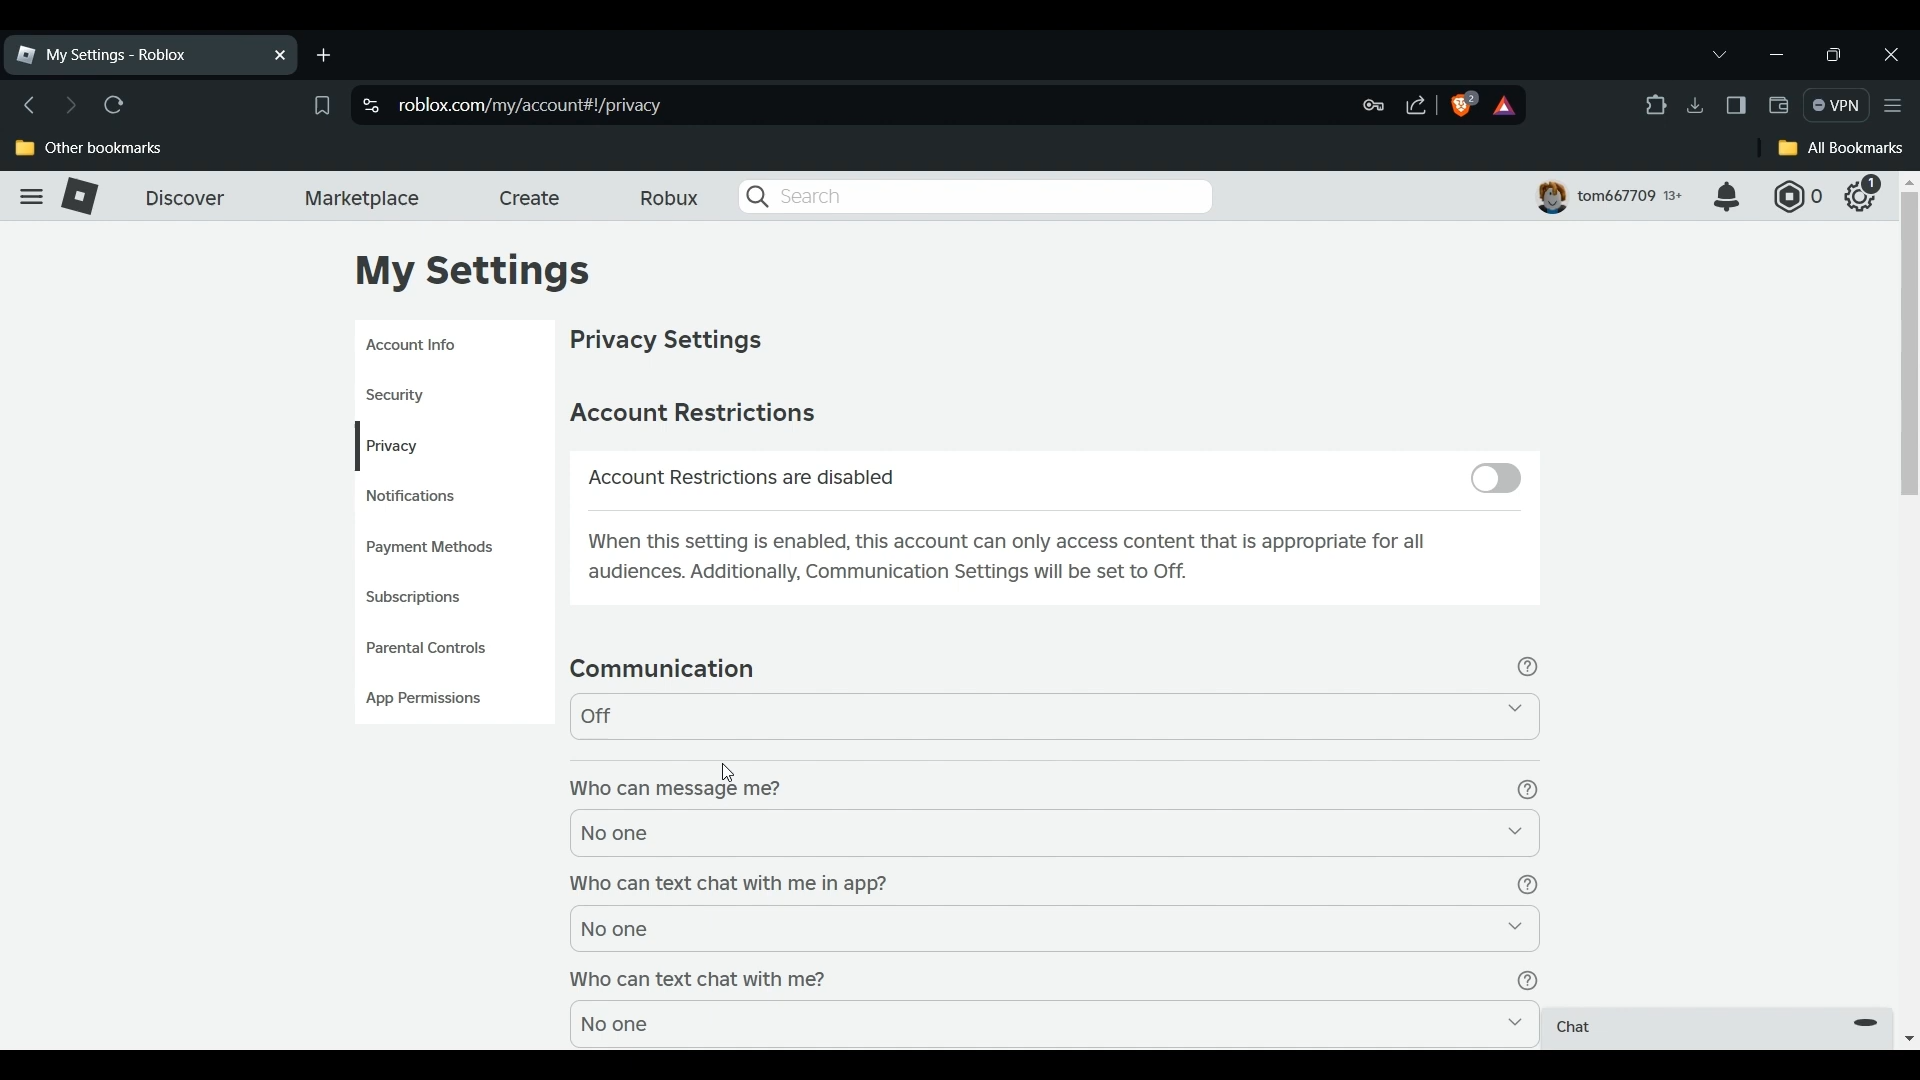 My Settings - Roblox
roblox.com/my/account#!/privacy
2
VPN
Other bookmarks
All Bookmarks
Discover
Marketplace
Create
Robux
Search
tom667709 13+
0
1
My Settings
Account Info
Security
Privacy
Notifications
Payment Methods
Subscriptions
Parental Controls
App Permissions
Privacy Settings
Account Restrictions
Account Restrictions are disabled
When this setting is enabled, this account can only access content that is appropriate for all
audiences. Additionally, Communication Settings will be set to Off.
Communication
Off
Who can message me?
No one
Who can text chat with me in app?
No one
Who can text chat with me?
No one
Chat